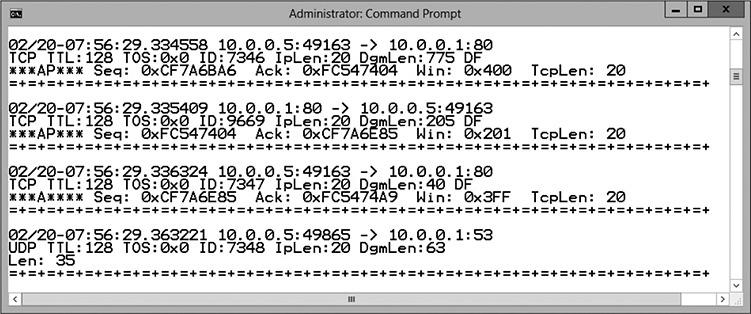 Administrator: Command Prompt
02/20-07:56:29.334558 10.0.0.5:49163 -> 10.0.0.1:80
TCP TTL:128 TOS:0x0 ID:7346 IpLen:20 DgmLen:775 DF
***AP*** Seq: 0xCF7A6BA6  Ack: 0xFC547404  Win: 0x400  TcpLen: 20
=+=+=+=+=+=+=+=+=+=+=+=+=+=+=+=+=+=+=+=+=+=+=+=+=+=+=+=+=+=+=+=+=+=+=+=+=+
02/20-07:56:29.335409 10.0.0.1:80 -> 10.0.0.5:49163
TCP TTL:128 TOS:0x0 ID:9669 IpLen:20 DgmLen:205 DF
***AP*** Seq: 0xFC547404  Ack: 0xCF7A6E85  Win: 0x201  TcpLen: 20
=+=+=+=+=+=+=+=+=+=+=+=+=+=+=+=+=+=+=+=+=+=+=+=+=+=+=+=+=+=+=+=+=+=+=+=+=+
02/20-07:56:29.336324 10.0.0.5:49163 -> 10.0.0.1:80
TCP TTL:128 TOS:0x0 ID:7347 IpLen:20 DgmLen:40 DF
***A**** Seq: 0xCF7A6E85  Ack: 0xFC5474A9  Win: 0x3FF  TcpLen: 20
=+=+=+=+=+=+=+=+=+=+=+=+=+=+=+=+=+=+=+=+=+=+=+=+=+=+=+=+=+=+=+=+=+=+=+=+=+
02/20-07:56:29.363221 10.0.0.5:49865 -> 10.0.0.1:53
UDP TTL:128 TOS:0x0 ID:7348 IpLen:20 DgmLen:63
Len: 35
=+=+=+=+=+=+=+=+=+=+=+=+=+=+=+=+=+=+=+=+=+=+=+=+=+=+=+=+=+=+=+=+=+=+=+=+=+